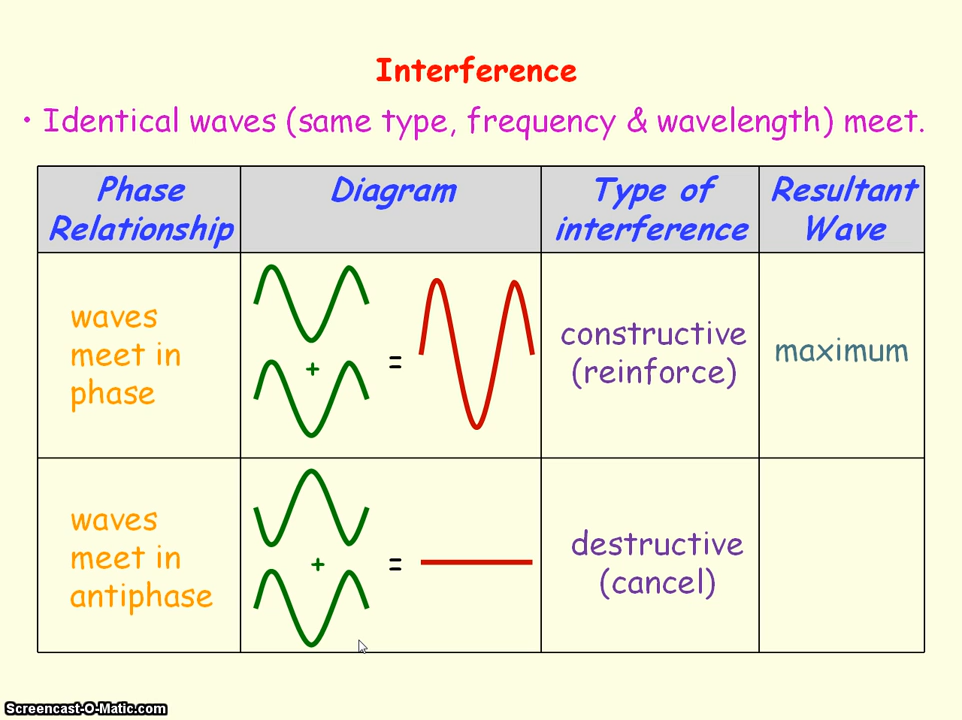 Interference
• Identical waves (same type, frequency & wavelength) meet.
Phase
Relationship
Diagram
Type of
interference
Resultant
Wave
waves
meet in
phase
+
=
constructive
(reinforce)
maximum
waves
meet in
antiphase
+
=
destructive
(cancel)
Screencast-O-Matic.com